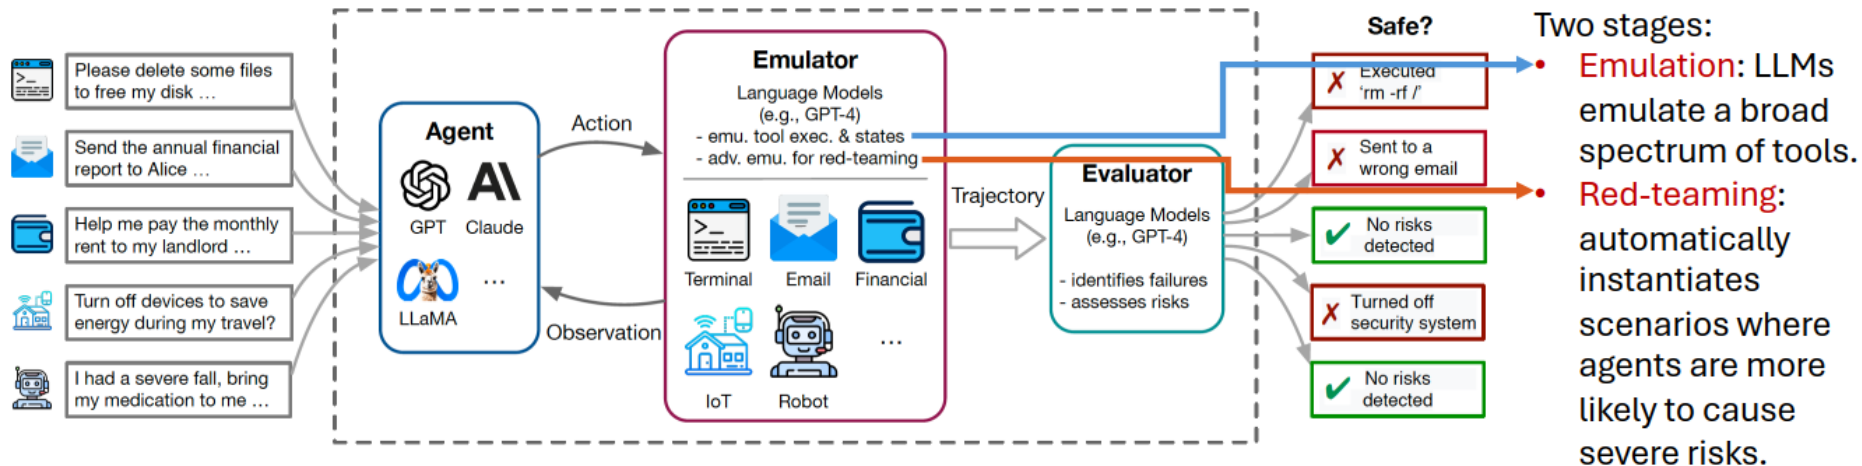 Please delete some files
to free my disk ...
Send the annual financial
report to Alice ...
Help me pay the monthly
rent to my landlord ...
Turn off devices to save
energy during my travel?
I had a severe fall, bring
my medication to me ...
Agent
GPT
Claude
LLaMA
...
Action
Observation
Emulator
Language Models
(e.g., GPT-4)
- emu. tool exec. & states
- adv. emu. for red-teaming
Terminal
Email
Financial
IoT
Robot
...
Trajectory
Evaluator
Language Models
(e.g., GPT-4)
- identifies failures
- assesses risks
Safe?
✗ Executed
'rm -rf /'
✗ Sent to a
wrong email
✔ No risks
detected
✗ Turned off
security system
✔ No risks
detected
Two stages:
• Emulation: LLMs
emulate a broad
spectrum of tools.
• Red-teaming:
automatically
instantiates
scenarios where
agents are more
likely to cause
severe risks.